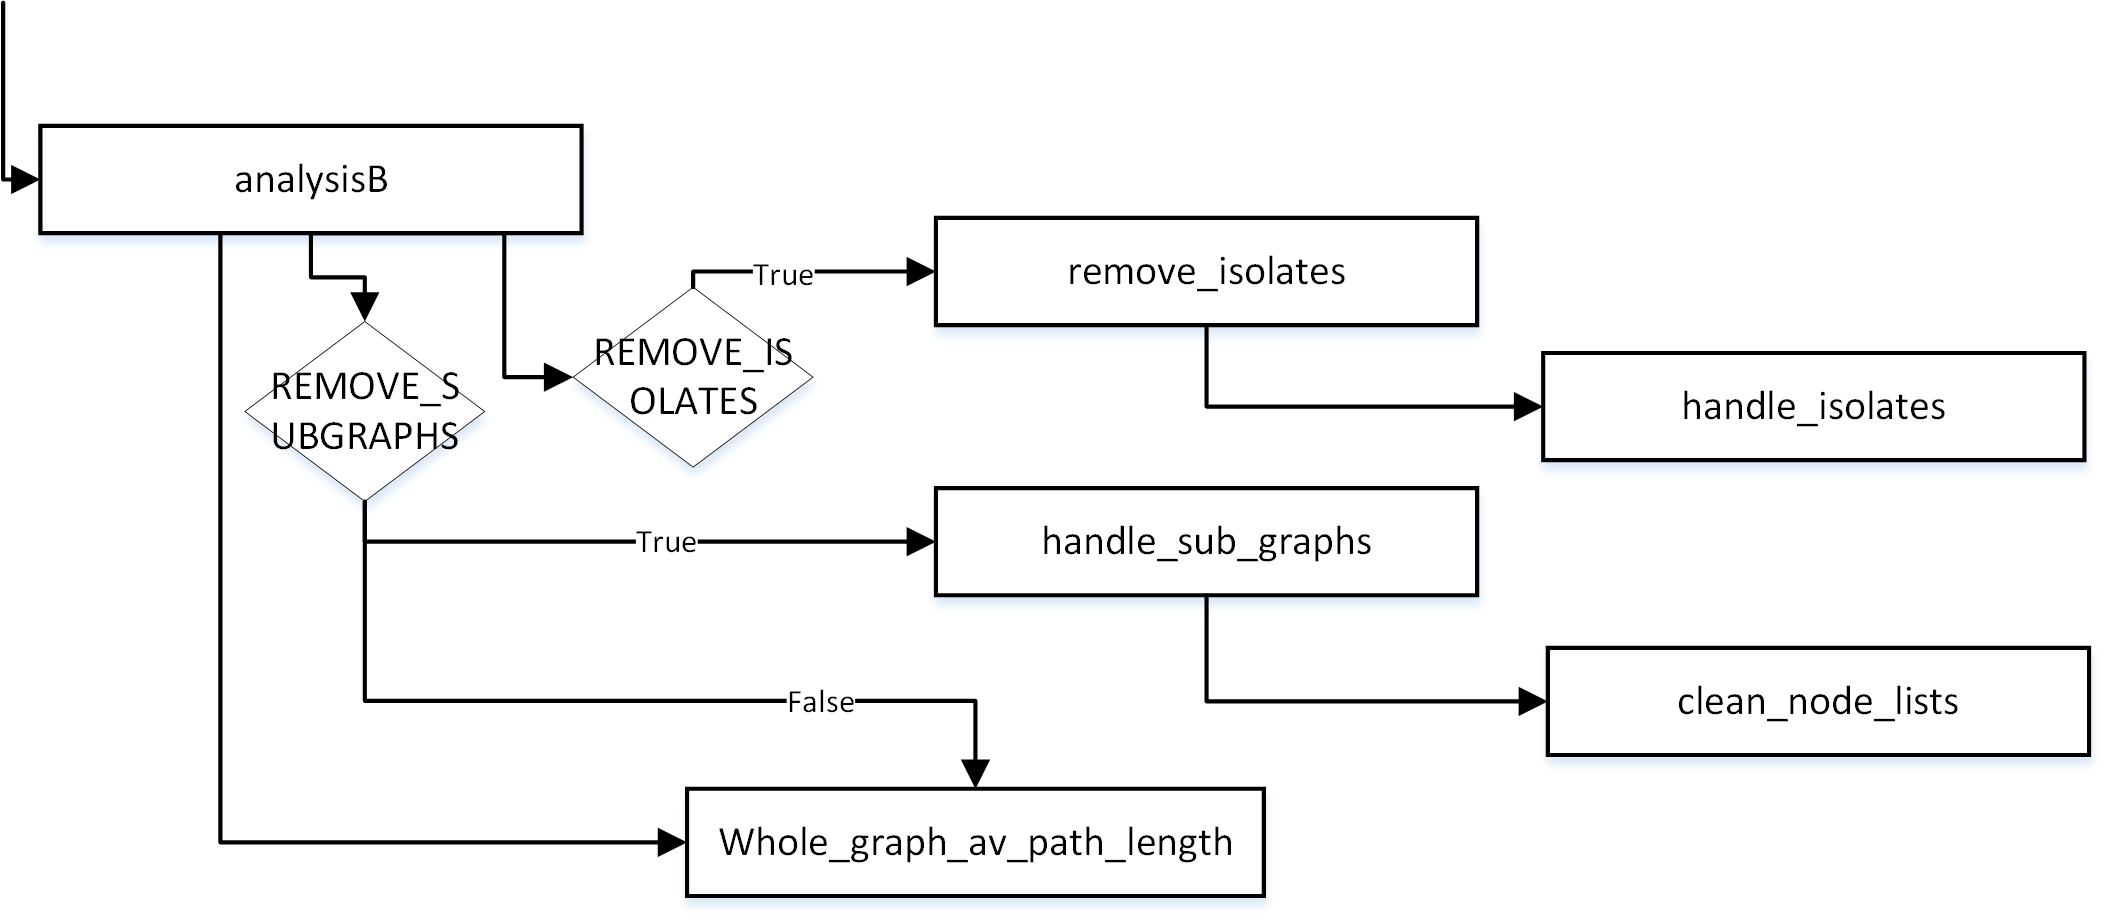 analysisB
True
remove_isolates
REMOVE_IS
OLATES
REMOVE_S
UBGRAPHS
handle_isolates
True
handle_sub_graphs
False
clean_node_lists
Whole_graph_av_path_length